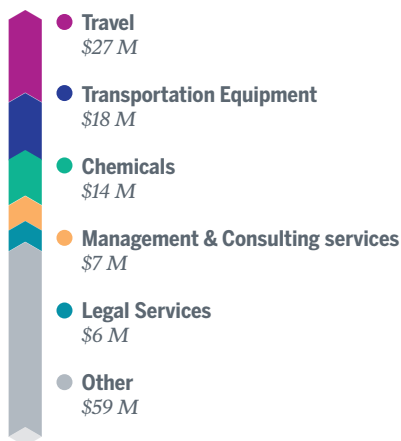 Travel
$27 M
Transportation Equipment
$18 M
Chemicals
$14 M
Management & Consulting services
$7 M
Legal Services
$6 M
Other
$59 M